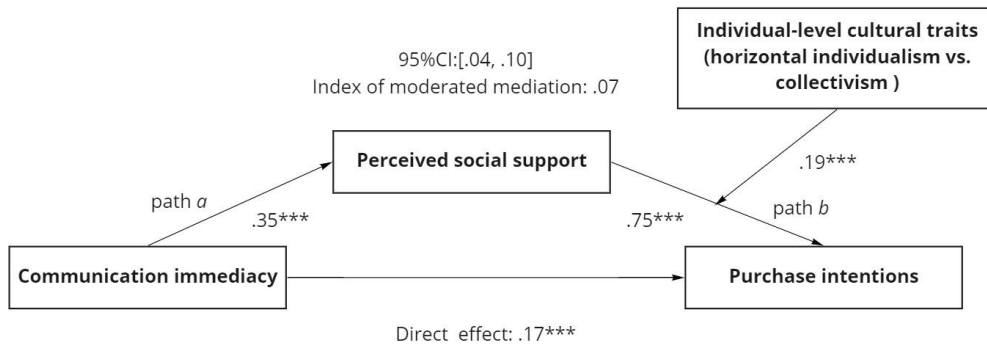 Individual-level cultural traits
(horizontal individualism vs.
collectivism )
95%CI:[.04, .10]
Index of moderated mediation: .07
Perceived social support
.19***
path a
.35***
.75***
path b
Communication immediacy
Purchase intentions
Direct effect: .17***